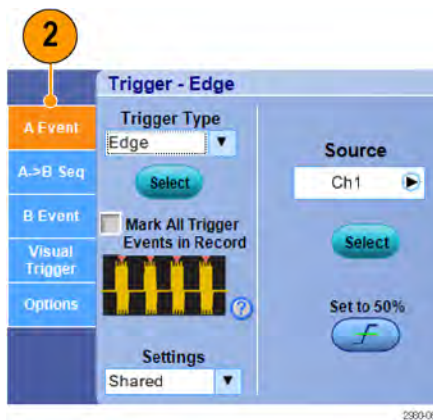 2
Trigger - Edge
A Event
A->B Seq
B Event
Visual
Trigger
Options
Trigger Type
Edge
Select
Mark All Trigger
Events in Record
?
Settings
Shared
Source
Ch1
Select
Set to 50%